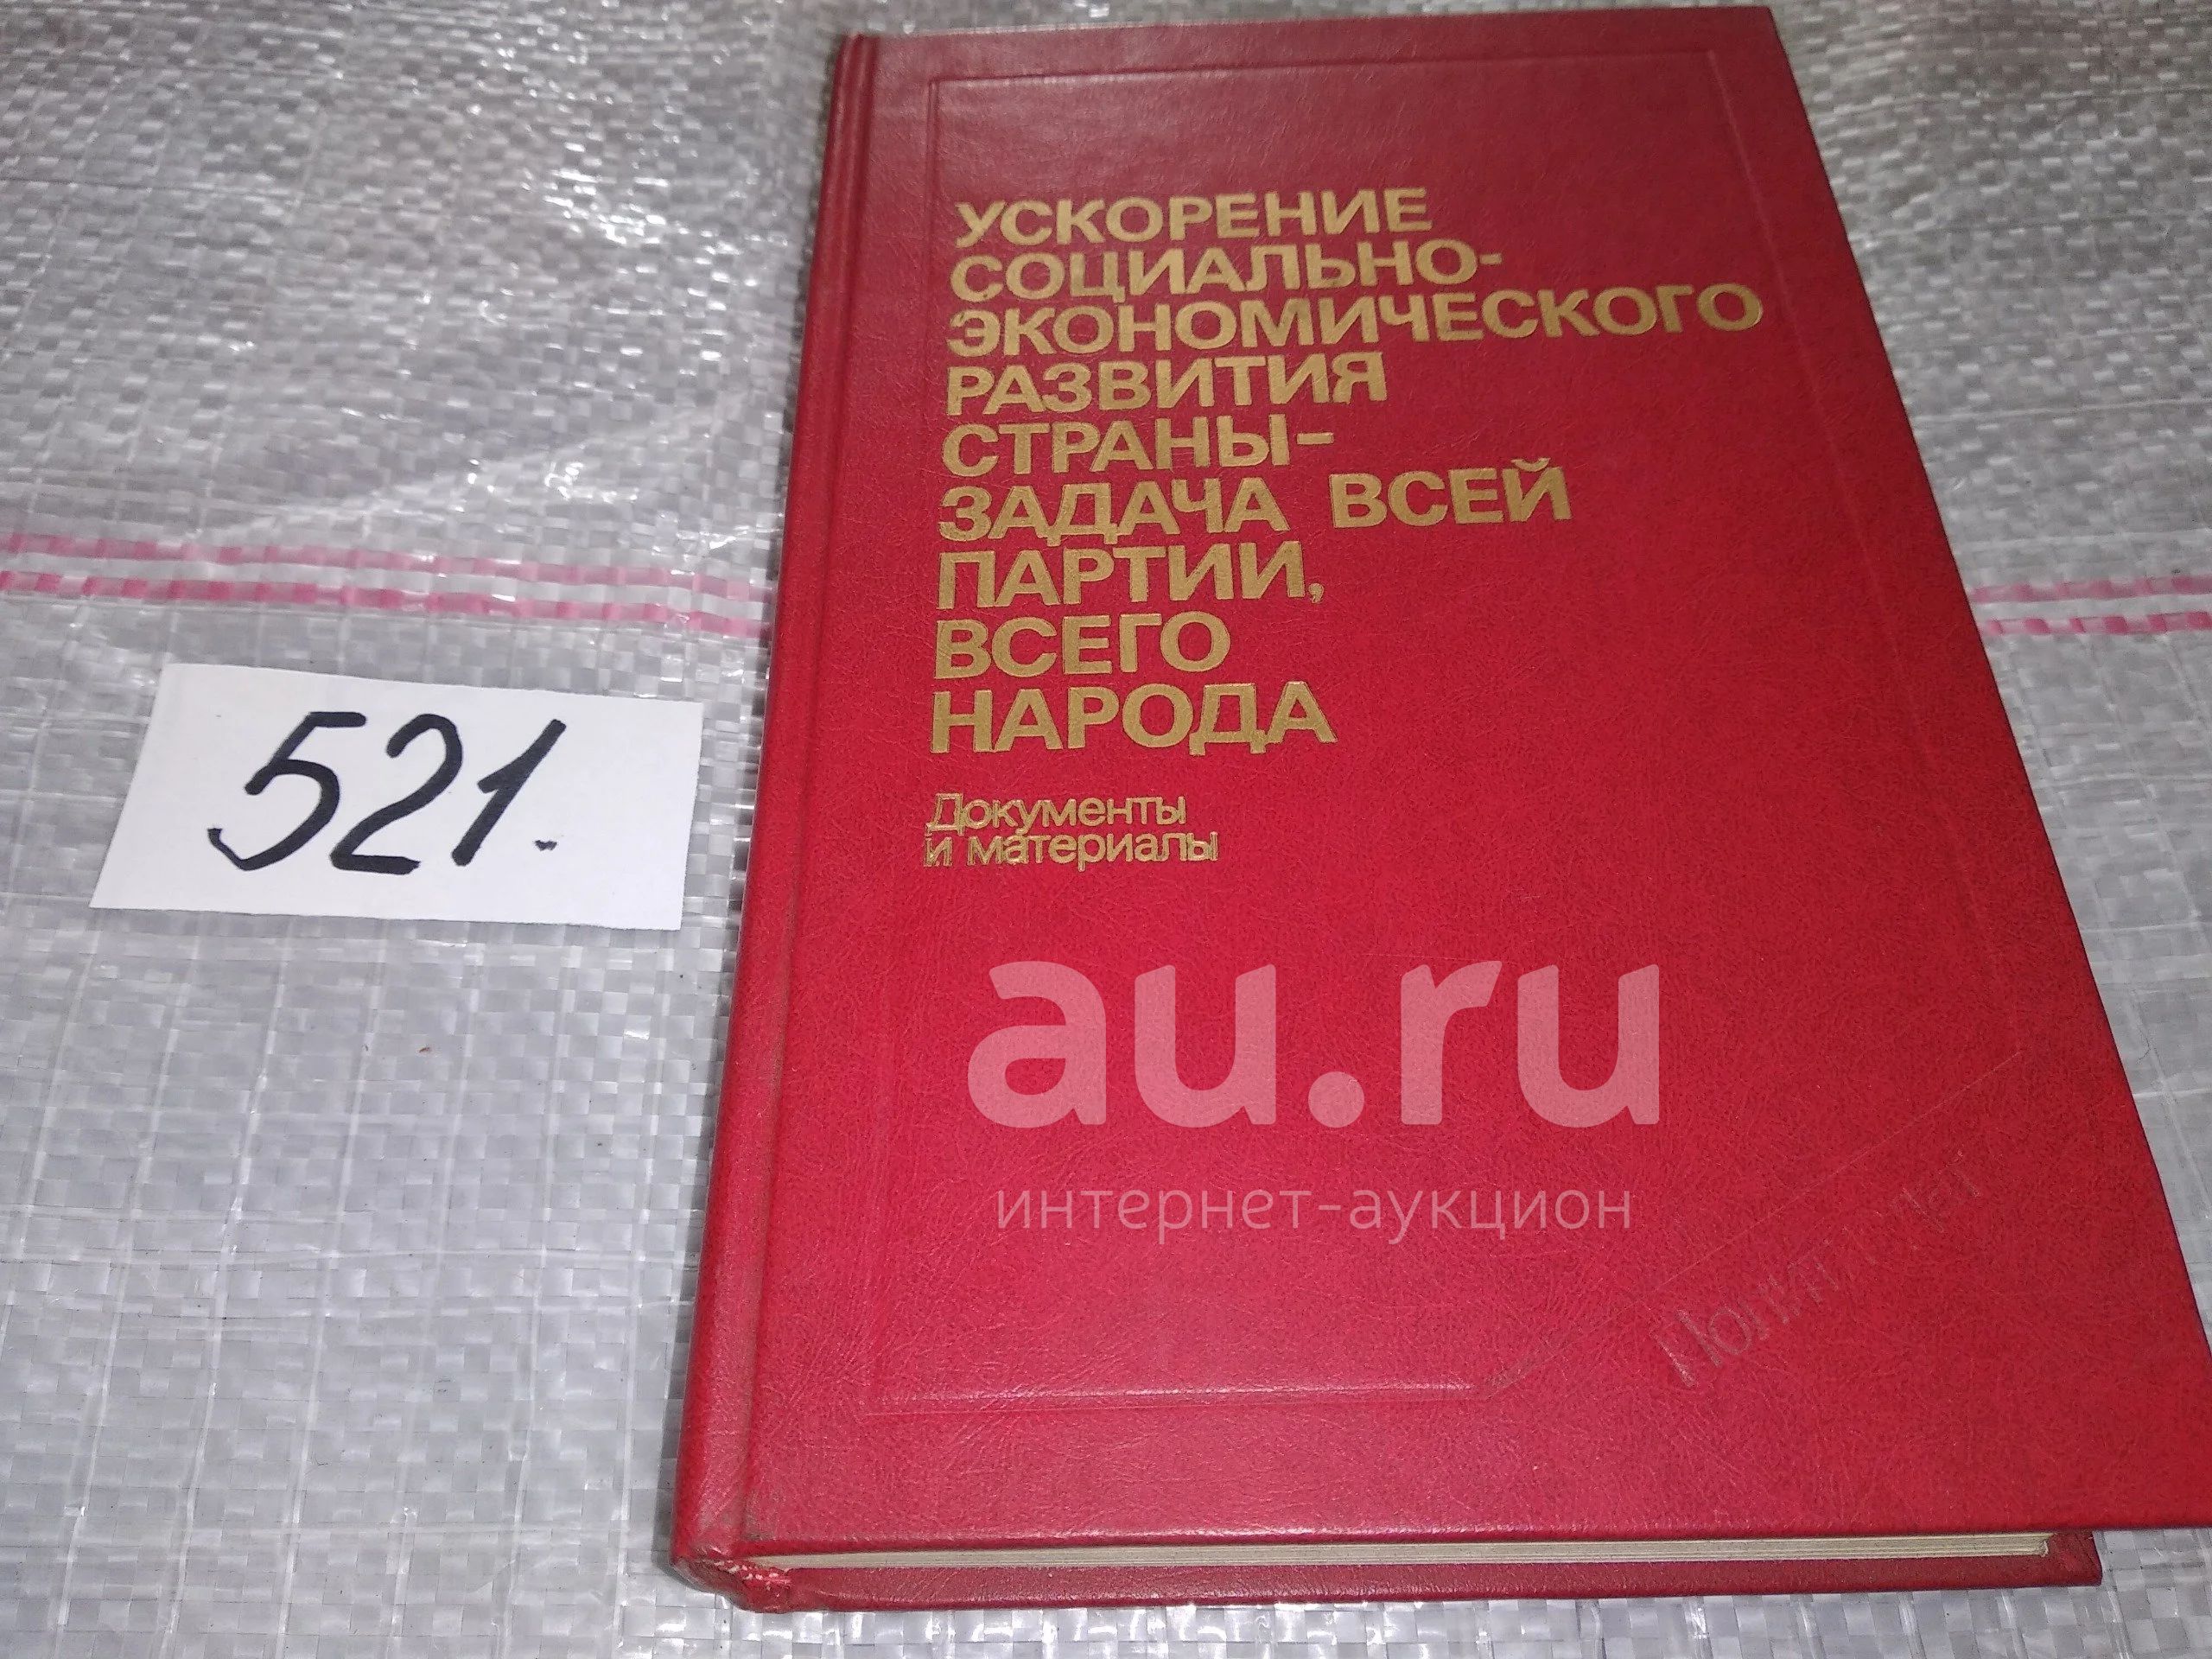 УСКОРЕНИЕ
СОЦИАЛЬНО-
ЭКОНОМИЧЕСКОГО
РАЗВИТИЯ
СТРАНЫ-
ЗАДАЧА ВСЕЙ
ПАРТИИ,
ВСЕГО
НАРОДА
Документы
и материалы
521.
au.ru
интернет-аукцион